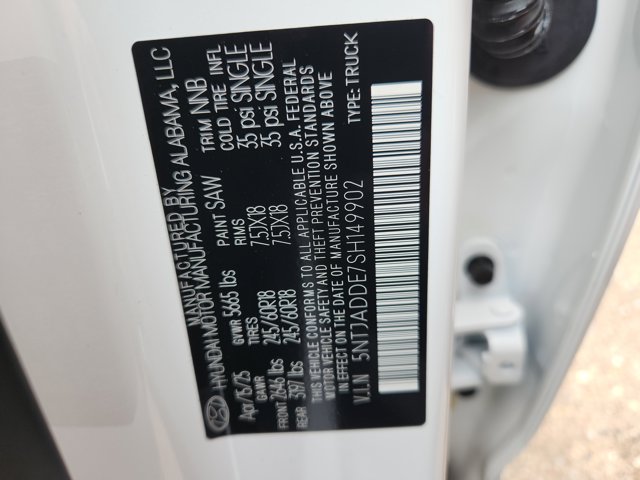 MANUFACTURED BY
HYUNDAI MOTOR MANUFACTURING ALABAMA, LLC
Apr/15/25 GVWR 5665 lbs PAINT SAW TRIM NNB
GAWR TIRES RIMS COLD TIRE INFL
FRONT 2646 lbs 245/60R18 7.5JX18 35 psi SINGLE
REAR 3197 lbs 245/60R18 7.5JX18 35 psi SINGLE
THIS VEHICLE CONFORMS TO ALL APPLICABLE U.S.A. FEDERAL
MOTOR VEHICLE SAFETY AND THEFT PREVENTION STANDARDS
IN EFFECT ON THE DATE OF MANUFACTURE SHOWN ABOVE
V.I.N 5NTJADDE7SH149902 TYPE: TRUCK